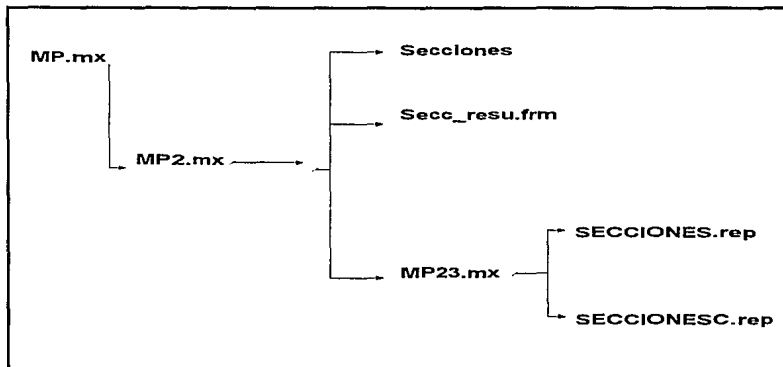 MP.mx
MP2.mx
Secciones
Secc_resu.frm
MP23.mx
SECCIONES.rep
SECCIONESC.rep